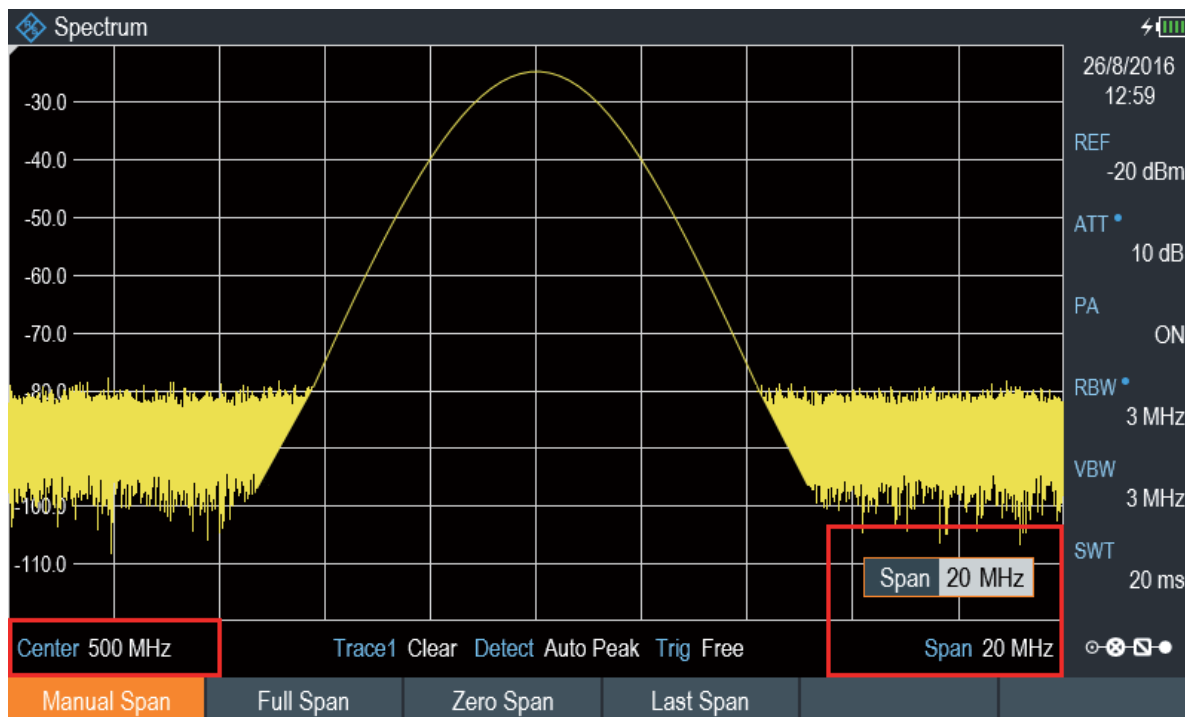 Spectrum
26/8/2016
12:59
-30.0
-40.0
-50.0
-60.0
-70.0
-80.0
-100.0
-110.0
REF
-20 dBm
ATT
10 dB
PA
ON
RBW
3 MHz
VBW
3 MHz
SWT
20 ms
Span 20 MHz
Center 500 MHz Trace1 Clear Detect Auto Peak Trig Free Span 20 MHz
Manual Span Full Span Zero Span Last Span